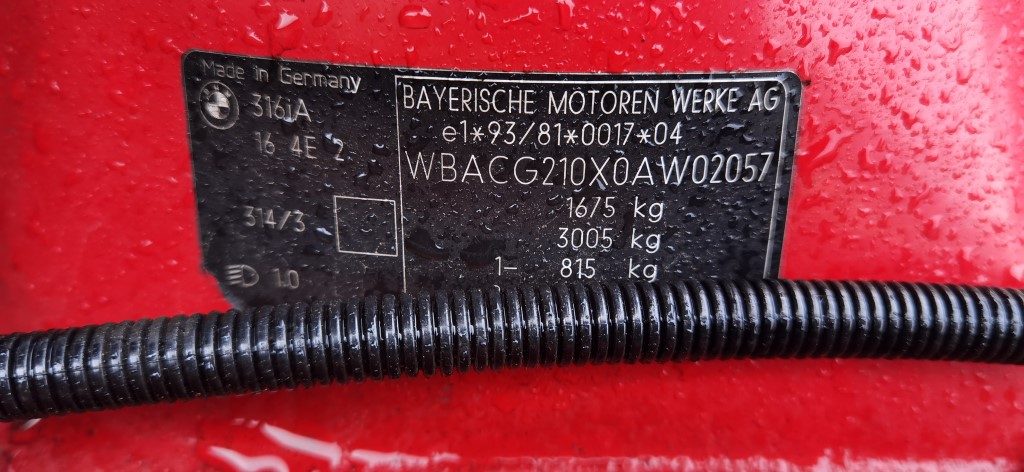 Made in Germany
316iA
16 4E 2
314/3
1.0
BAYERISCHE MOTOREN WERKE AG
e1*93/81*0017*04
WBACG210X0AW02057
1675 kg
3005 kg
1- 815 kg